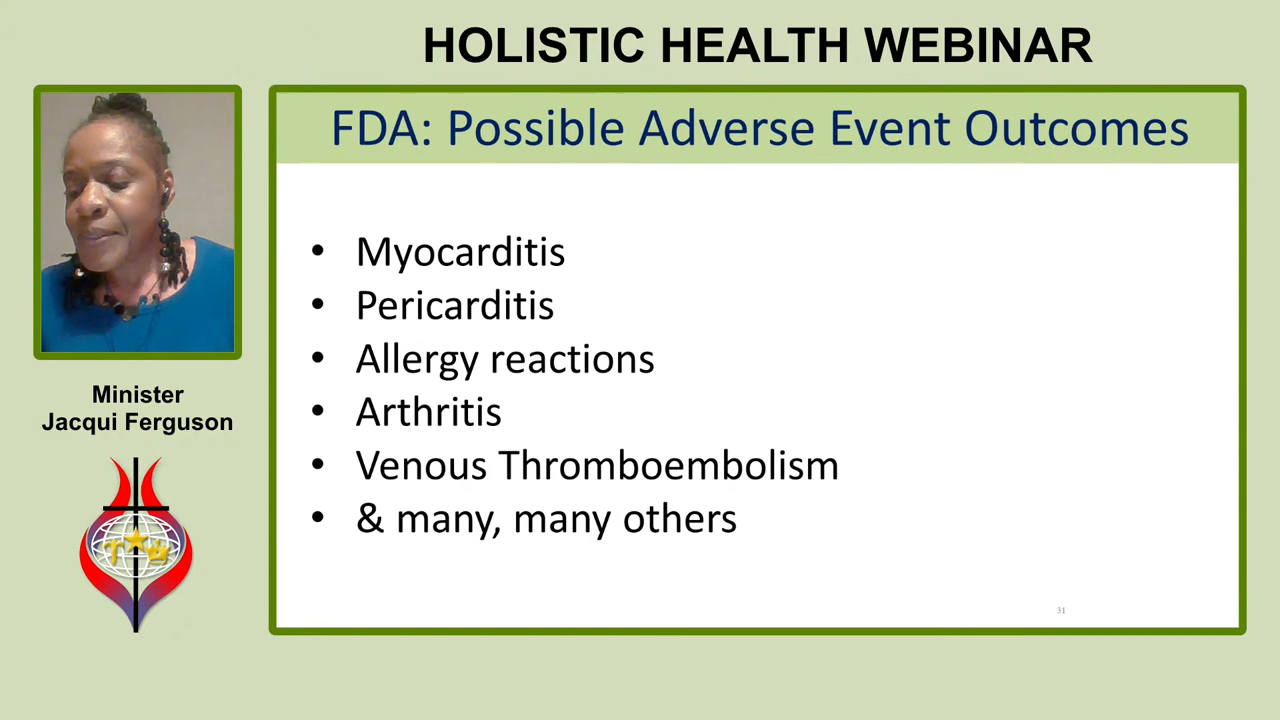 HOLISTIC HEALTH WEBINAR
FDA: Possible Adverse Event Outcomes
• Myocarditis
• Pericarditis
• Allergy reactions
• Arthritis
• Venous Thromboembolism
• & many, many others
31
Minister
Jacqui Ferguson